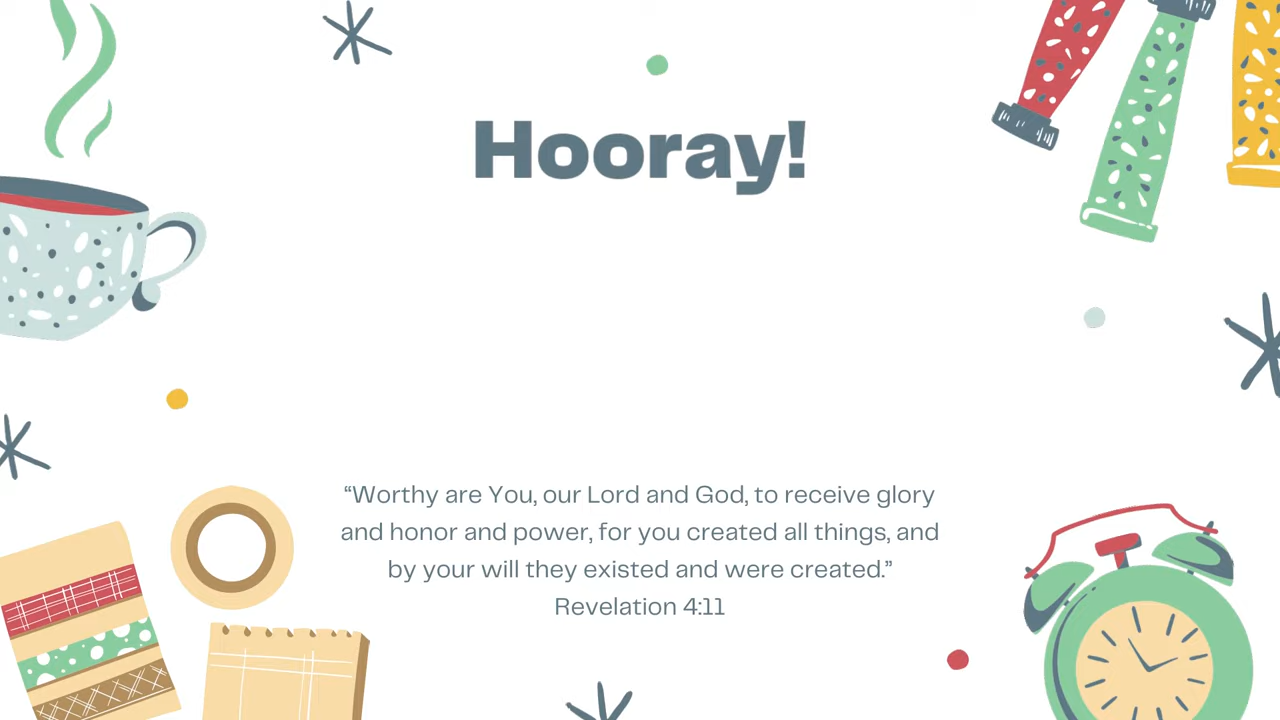 Hooray!
“Worthy are You, our Lord and God, to receive glory
and honor and power, for you created all things, and
by your will they existed and were created.”
Revelation 4:11